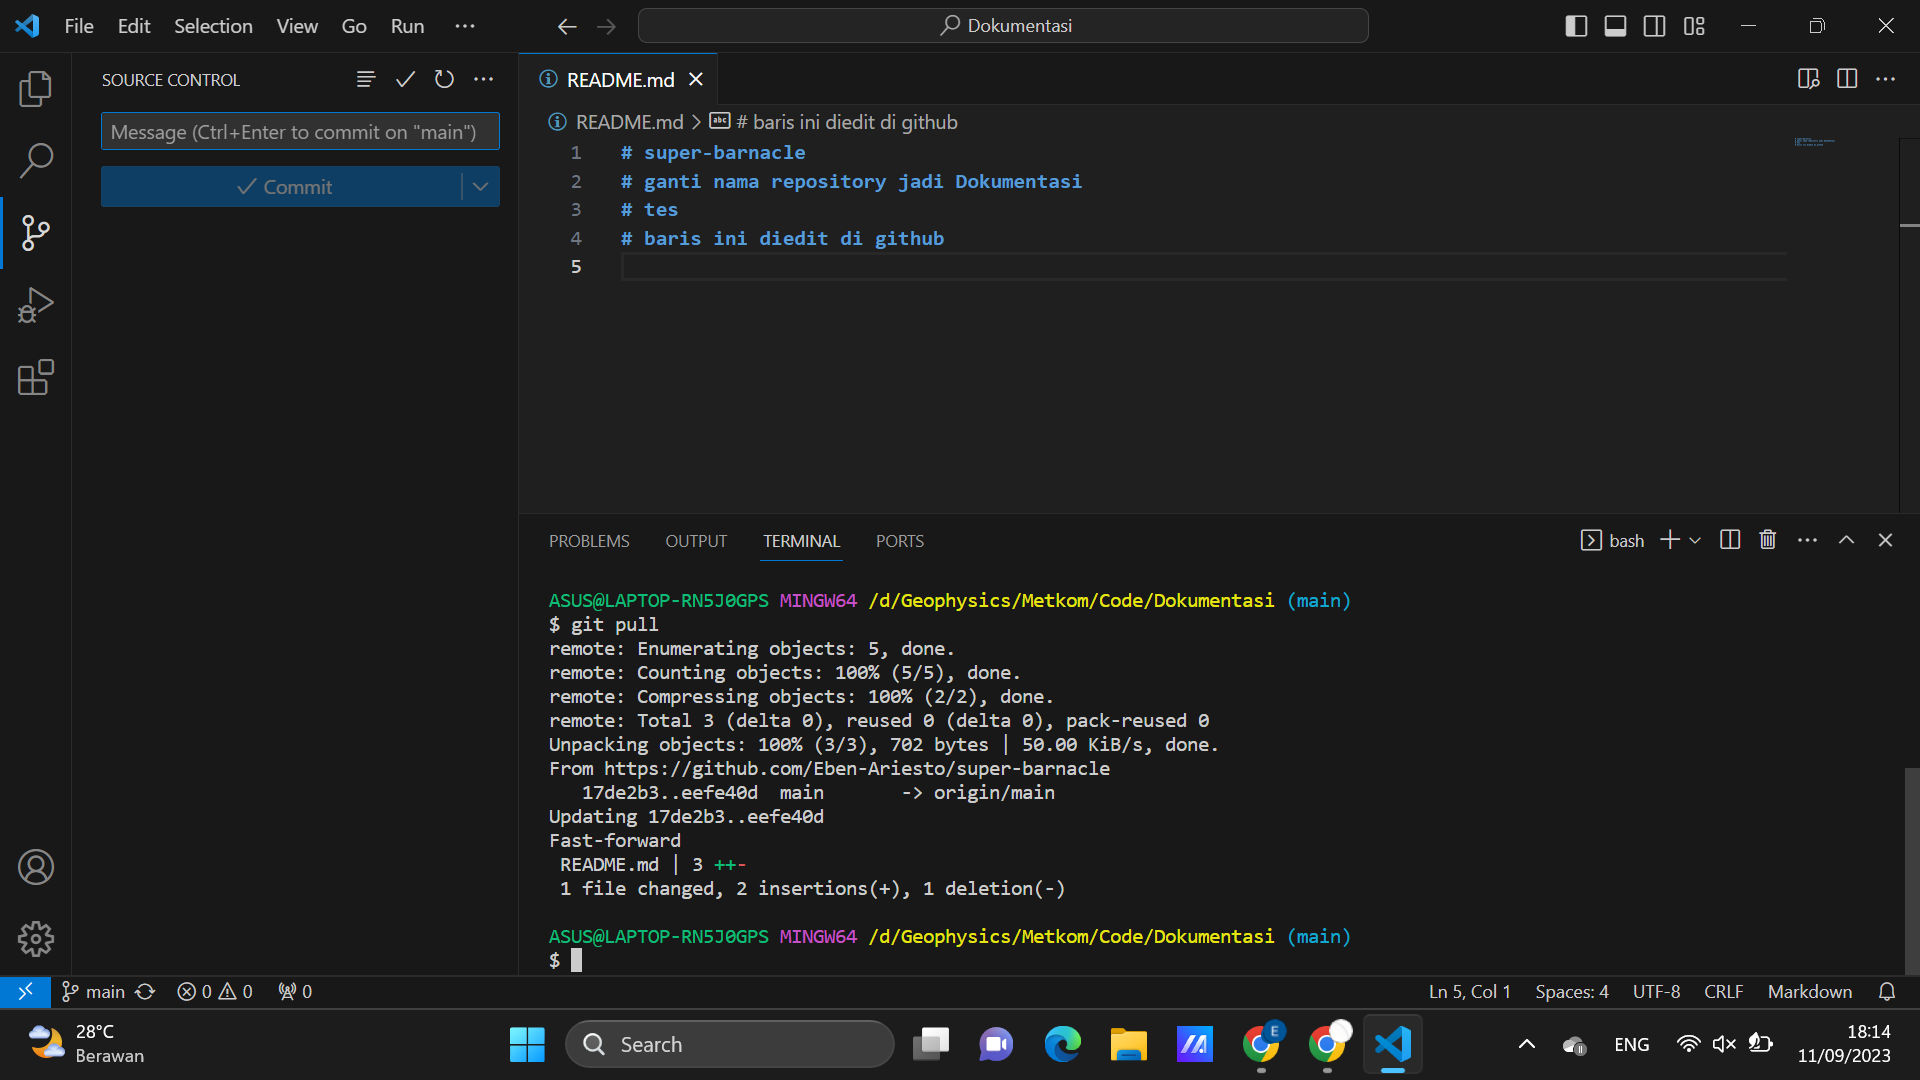 File Edit Selection View Go Run ···
Dokumentasi
SOURCE CONTROL
Message (Ctrl+Enter to commit on "main")
Commit
README.md
README.md > # baris ini diedit di github
1 # super-barnacle
2 # ganti nama repository jadi Dokumentasi
3 # tes
4 # baris ini diedit di github
5
PROBLEMS OUTPUT TERMINAL PORTS
bash
ASUS@LAPTOP-RN5J0GPS MINGW64 /d/Geophysics/Metkom/Code/Dokumentasi (main)
$ git pull
remote: Enumerating objects: 5, done.
remote: Counting objects: 100% (5/5), done.
remote: Compressing objects: 100% (2/2), done.
remote: Total 3 (delta 0), reused 0 (delta 0), pack-reused 0
Unpacking objects: 100% (3/3), 702 bytes | 50.00 KiB/s, done.
From https://github.com/Eben-Ariesto/super-barnacle
17de2b3..eefe40d main -> origin/main
Updating 17de2b3..eefe40d
Fast-forward
README.md | 3 ++-
1 file changed, 2 insertions(+), 1 deletion(-)
ASUS@LAPTOP-RN5J0GPS MINGW64 /d/Geophysics/Metkom/Code/Dokumentasi (main)
$
main 0 0 0
Ln 5, Col 1 Spaces: 4 UTF-8 CRLF Markdown
28°C
Berawan
Search
E
ENG
18:14
11/09/2023